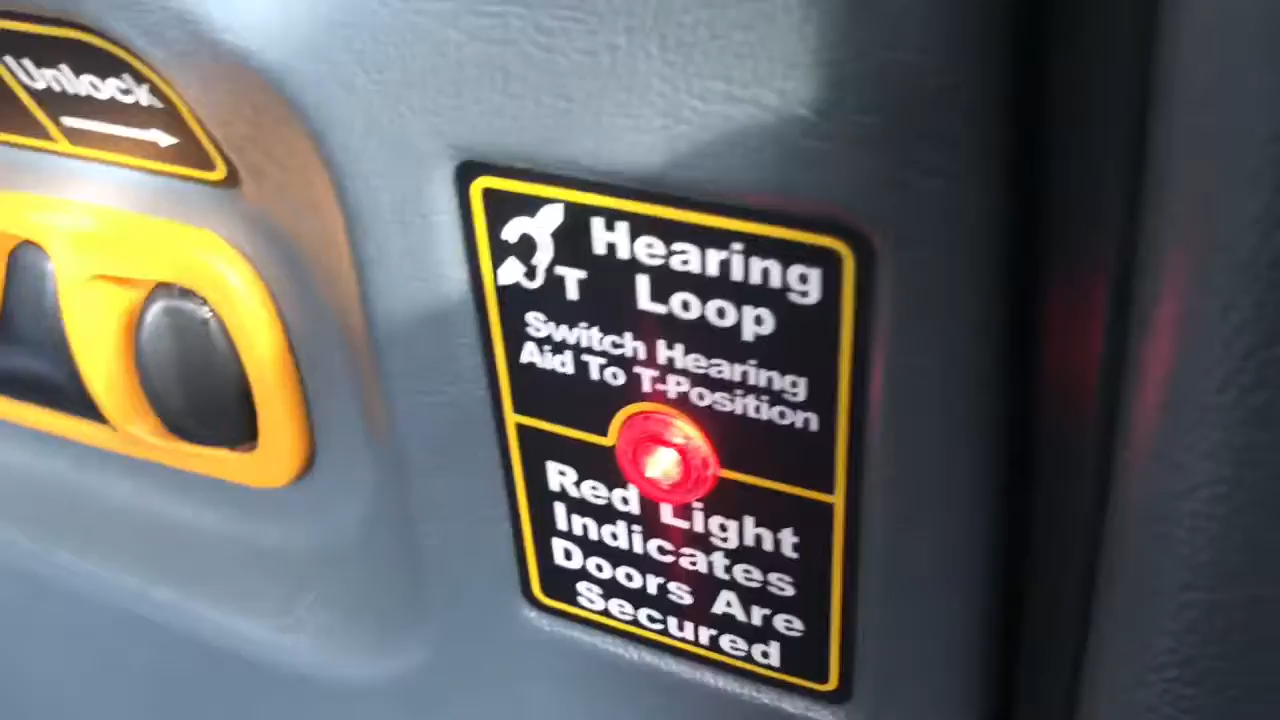 Unlock
T
Hearing
Loop
Switch Hearing
Aid To T-Position
Red Light
Indicates
Doors Are
Secured